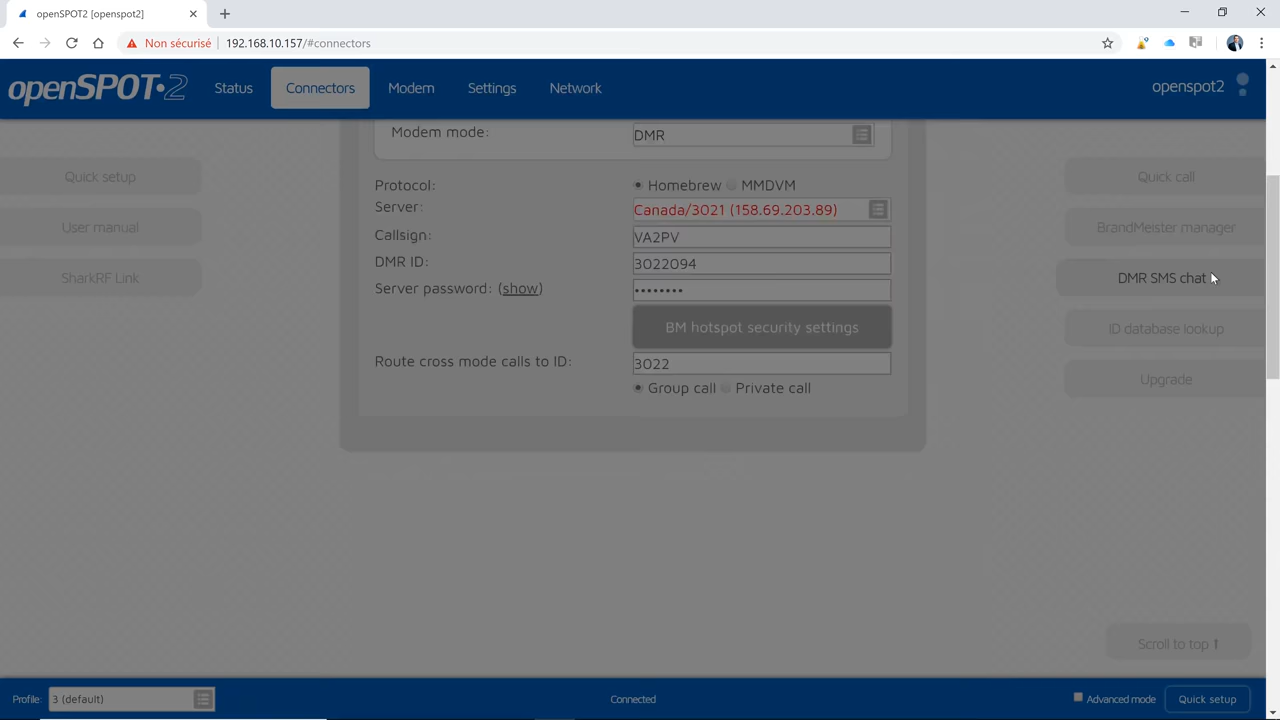 openSPOT2 [openspot2]
Non sécurisé
192.168.10.157/#connectors
openSPOT·2
Status
Connectors
Modem
Settings
Network
openspot2
Modem mode:
DMR
Quick setup
User manual
SharkRF Link
Protocol:
Homebrew
MMDVM
Server:
Canada/3021 (158.69.203.89)
Callsign:
VA2PV
DMR ID:
3022094
Server password: (show)
••••••••
BM hotspot security settings
Route cross mode calls to ID:
3022
Group call
Private call
Quick call
BrandMeister manager
DMR SMS chat
ID database lookup
Upgrade
Scroll to top ↑
Profile:
3 (default)
Connected
Advanced mode
Quick setup